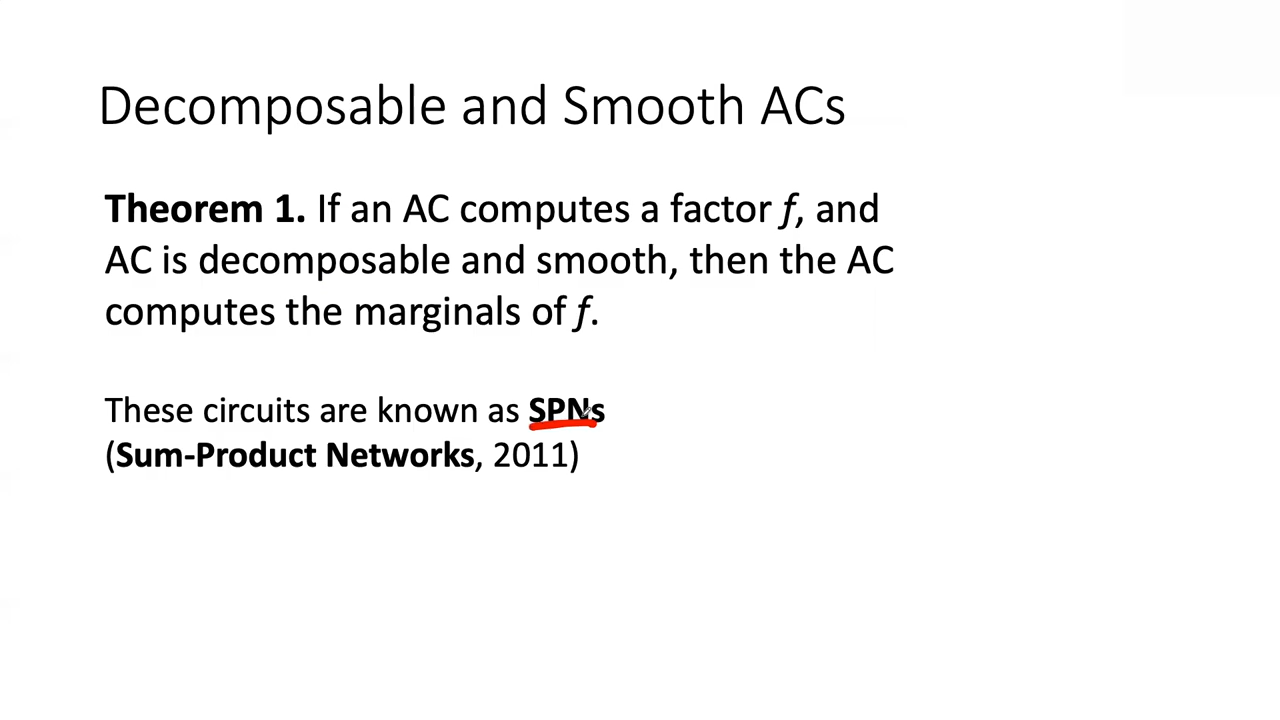 Decomposable and Smooth ACs
Theorem 1. If an AC computes a factor f, and
AC is decomposable and smooth, then the AC
computes the marginals of f.
These circuits are known as SPNs
(Sum-Product Networks, 2011)